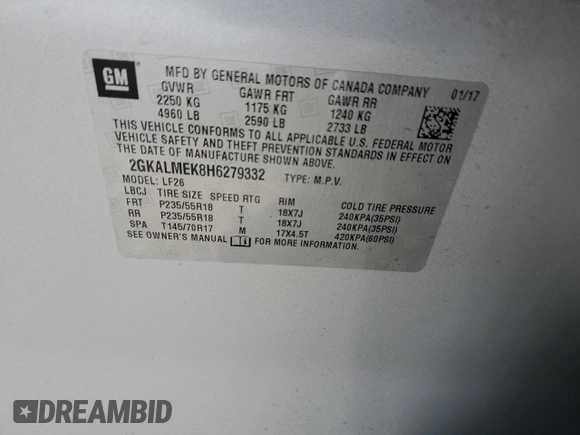 GM
MFD BY GENERAL MOTORS OF CANADA COMPANY 01/17
GVWR GAWR FRT GAWR RR
2250 KG 1175 KG 1240 KG
4960 LB 2590 LB 2733 LB
THIS VEHICLE CONFORMS TO ALL APPLICABLE U.S. FEDERAL MOTOR
VEHICLE SAFETY AND THEFT PREVENTION STANDARDS IN EFFECT ON
THE DATE OF MANUFACTURE SHOWN ABOVE.
2GKALMEK8H6279332 TYPE: M.P.V.
MODEL: LF26
LBCJ TIRE SIZE SPEED RTG RIM COLD TIRE PRESSURE
FRT P235/55R18 T 18X7J 240KPA(35PSI)
RR P235/55R18 T 18X7J 240KPA(35PSI)
SPA T145/70R17 M 17X4.5T 420KPA(60PSI)
SEE OWNER'S MANUAL FOR MORE INFORMATION.
DREAMBID